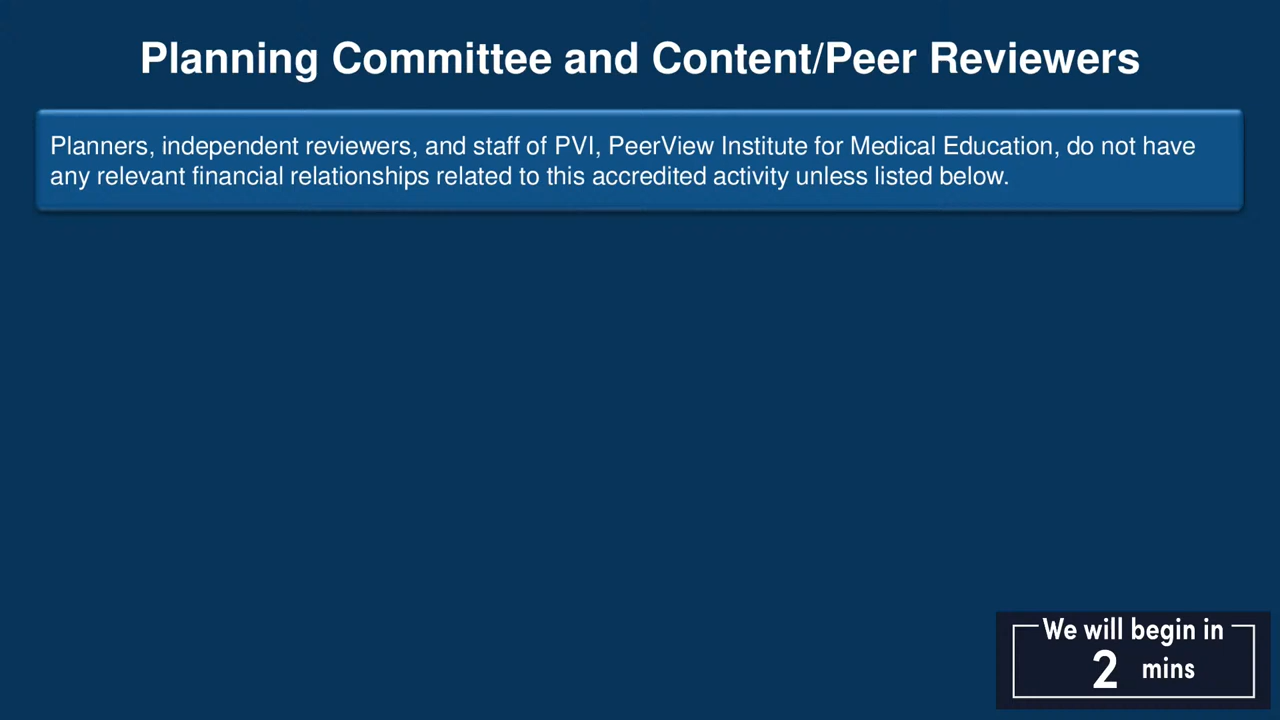 Planning Committee and Content/Peer Reviewers
Planners, independent reviewers, and staff of PVI, PeerView Institute for Medical Education, do not have
any relevant financial relationships related to this accredited activity unless listed below.
We will begin in
2 mins